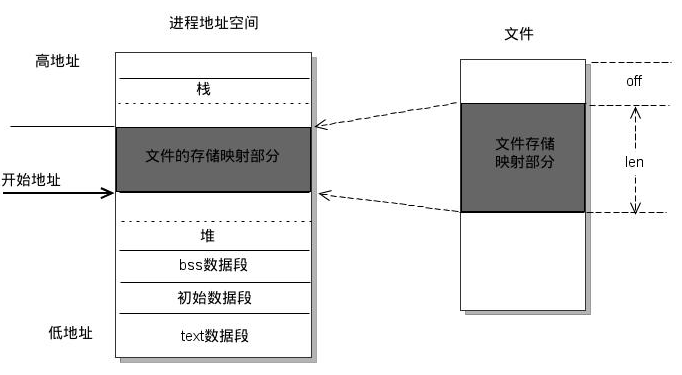 进程地址空间
文件
高地址
栈
off
文件的存储映射部分
文件存储
映射部分
len
开始地址
堆
bss数据段
初始数据段
低地址
text数据段